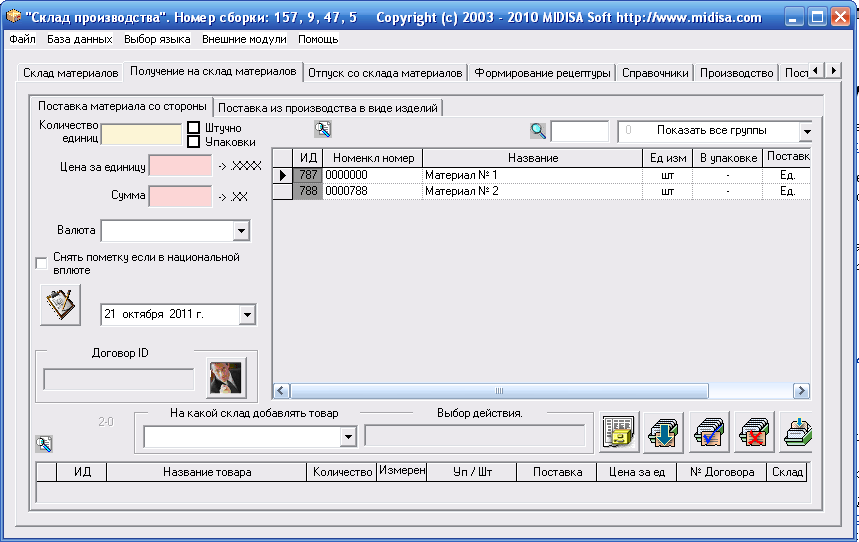 "Склад производства". Номер сборки: 157, 9, 47, 5 Copyright (c) 2003 - 2010 MIDISA Soft http://www.midisa.com
Файл База данных Выбор языка Внешние модули Помощь
Склад материалов Получение на склад материалов Отпуск со склада материалов Формирование рецептуры Справочники Производство Пост
Поставка материала со стороны Поставка из производства в виде изделий
Количество единиц
Штучно
Упаковки
0 Показать все группы
Цена за единицу -> .XXXX
Сумма -> .XX
Валюта
Снять пометку если в национальной
вплюте
21 октября 2011 г.
Договор ID
ИД Номенкл номер Название Ед изм В упаковке Поставк
787 0000000 Материал № 1 шт - Ед.
788 0000788 Материал № 2 шт - Ед.
2-0
На какой склад добавлять товар Выбор действия.
ИД Название товара Количество Измерен Уп / Шт Поставка Цена за ед № Договора Склад